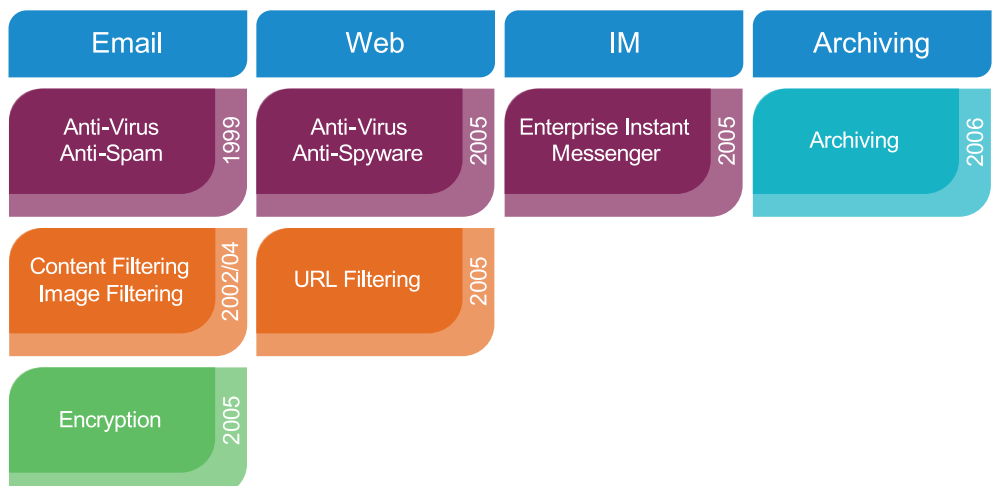 Email
Web
IM
Archiving
Anti-Virus
Anti-Spam
1999
Anti-Virus
Anti-Spyware
2005
Enterprise Instant
Messenger
2005
Archiving
2006
Content Filtering
Image Filtering
2002/04
URL Filtering
2005
Encryption
2005